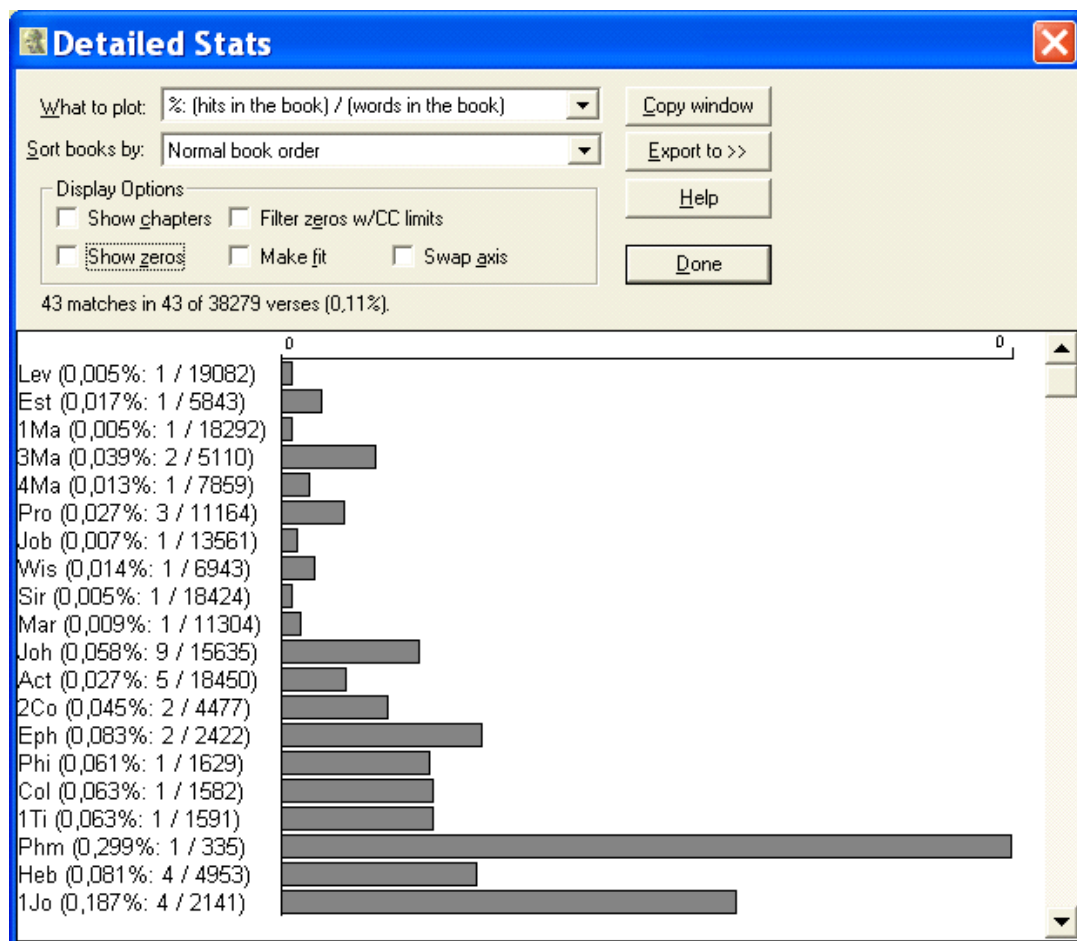 Detailed Stats
What to plot: %: (hits in the book) / (words in the book) Copy window
Sort books by: Normal book order Export to >>
Display Options Help
Show chapters Filter zeros w/CC limits
Show zeros Make fit Swap axis Done
43 matches in 43 of 38279 verses (0,11%).
0 0
Lev (0,005%: 1 / 19082)
Est (0,017%: 1 / 5843)
1Ma (0,005%: 1 / 18292)
3Ma (0,039%: 2 / 5110)
4Ma (0,013%: 1 / 7859)
Pro (0,027%: 3 / 11164)
Job (0,007%: 1 / 13561)
Wis (0,014%: 1 / 6943)
Sir (0,005%: 1 / 18424)
Mar (0,009%: 1 / 11304)
Joh (0,058%: 9 / 15635)
Act (0,027%: 5 / 18450)
2Co (0,045%: 2 / 4477)
Eph (0,083%: 2 / 2422)
Phi (0,061%: 1 / 1629)
Col (0,063%: 1 / 1582)
1Ti (0,063%: 1 / 1591)
Phm (0,299%: 1 / 335)
Heb (0,081%: 4 / 4953)
1Jo (0,187%: 4 / 2141)